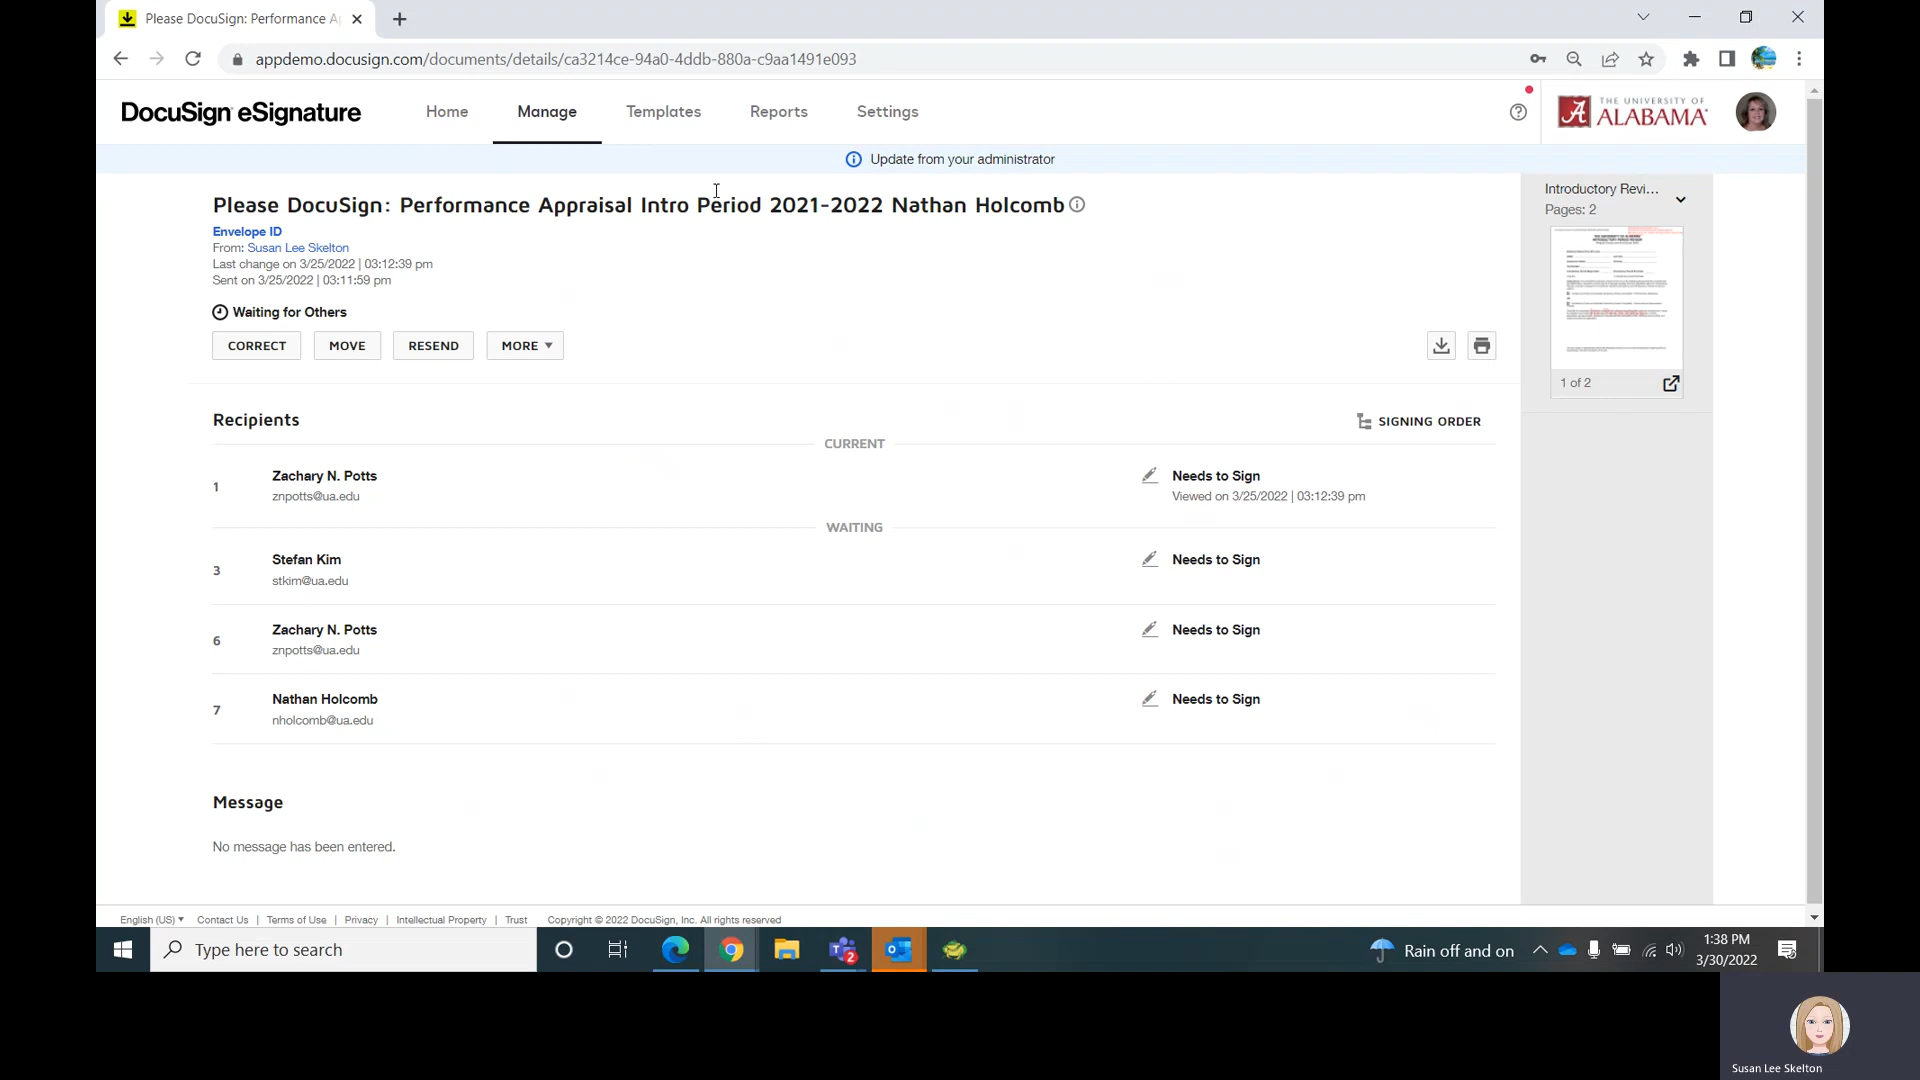 Please DocuSign: Performance A
appdemo.docusign.com/documents/details/ca3214ce-94a0-4ddb-880a-c9aa1491e093
DocuSign eSignature
Home
Manage
Templates
Reports
Settings
THE UNIVERSITY OF
ALABAMA
Update from your administrator
Please DocuSign: Performance Appraisal Intro Period 2021-2022 Nathan Holcomb
Envelope ID
From: Susan Lee Skelton
Last change on 3/25/2022 | 03:12:39 pm
Sent on 3/25/2022 | 03:11:59 pm
Waiting for Others
CORRECT
MOVE
RESEND
MORE
Introductory Revi...
Pages: 2
1 of 2
Recipients
SIGNING ORDER
CURRENT
1
Zachary N. Potts
znpotts@ua.edu
Needs to Sign
Viewed on 3/25/2022 | 03:12:39 pm
WAITING
3
Stefan Kim
stkim@ua.edu
Needs to Sign
6
Zachary N. Potts
znpotts@ua.edu
Needs to Sign
7
Nathan Holcomb
nholcomb@ua.edu
Needs to Sign
Message
No message has been entered.
English (US) Contact Us | Terms of Use | Privacy | Intellectual Property | Trust Copyright © 2022 DocuSign, Inc. All rights reserved
Type here to search
2
Rain off and on
1:38 PM
3/30/2022
Susan Lee Skelton